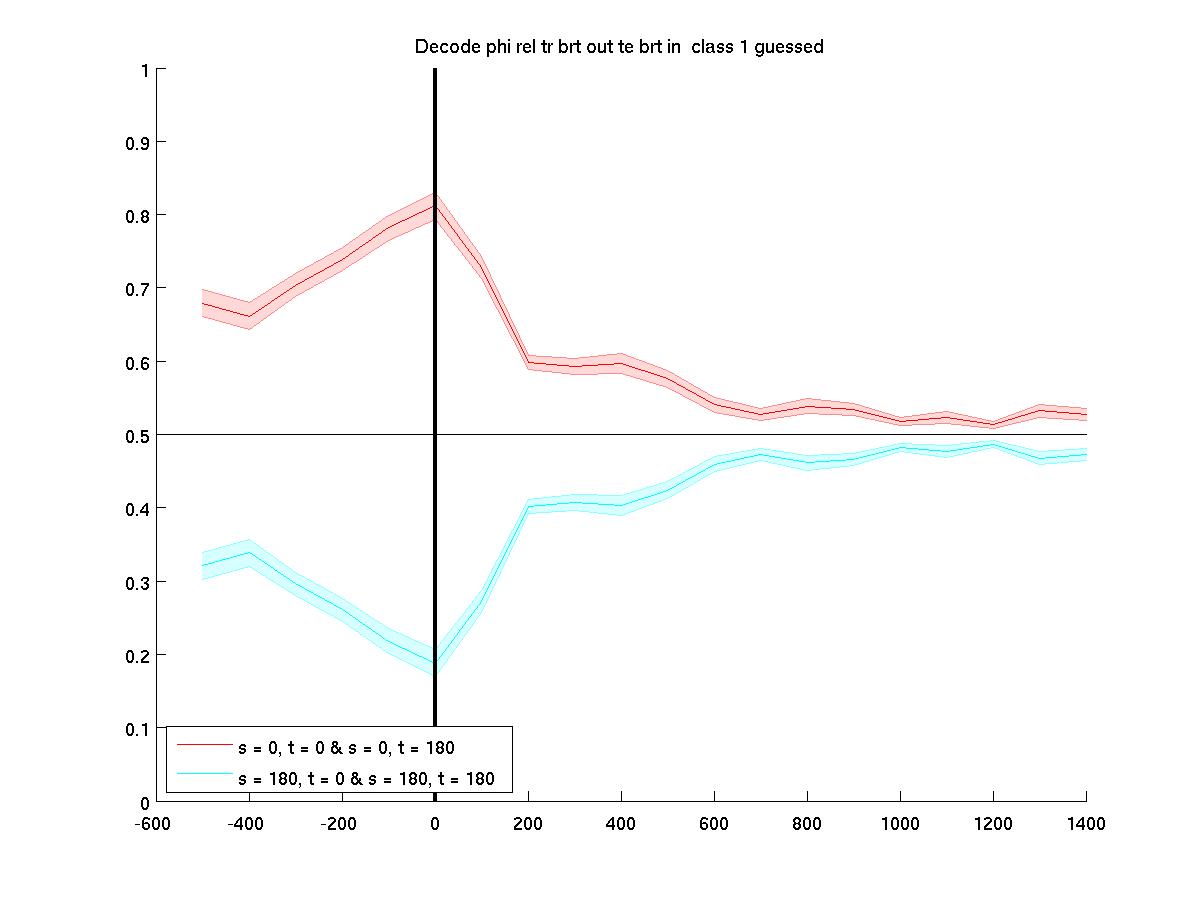 Decode phi rel tr brt out te brt in  class 1 guessed
1
0.9
0.8
0.7
0.6
0.5
0.4
0.3
0.2
0.1
0
s = 0, t = 0 & s = 0, t = 180
s = 180, t = 0 & s = 180, t = 180
-600 -400 -200 0 200 400 600 800 1000 1200 1400